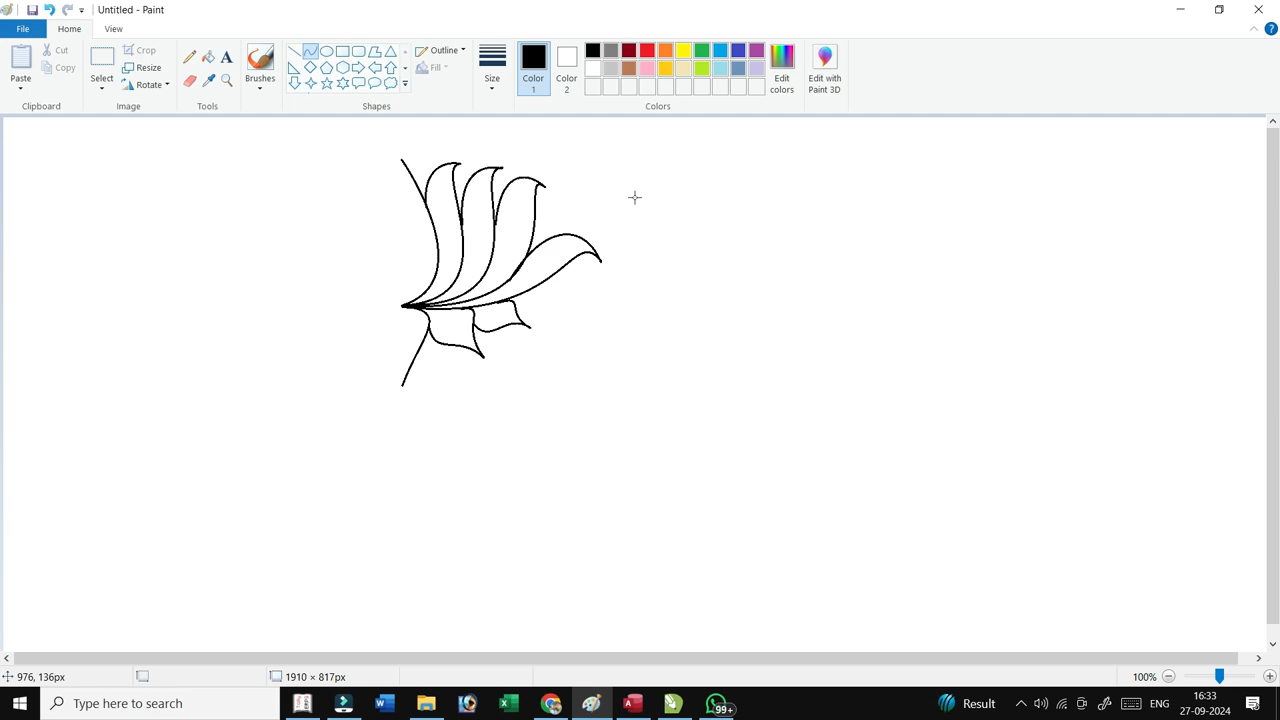 Untitled - Paint
File
Home
View
Paste
Cut
Copy
Clipboard
Select
Crop
Resize
Rotate
Image
Tools
Brushes
Outline
Fill
Shapes
Size
Color
1
Color
2
Colors
Edit
colors
Edit with
Paint 3D
976, 136px
1910 × 817px
100%
Type here to search
99+
Result
ENG
16:33
27-09-2024